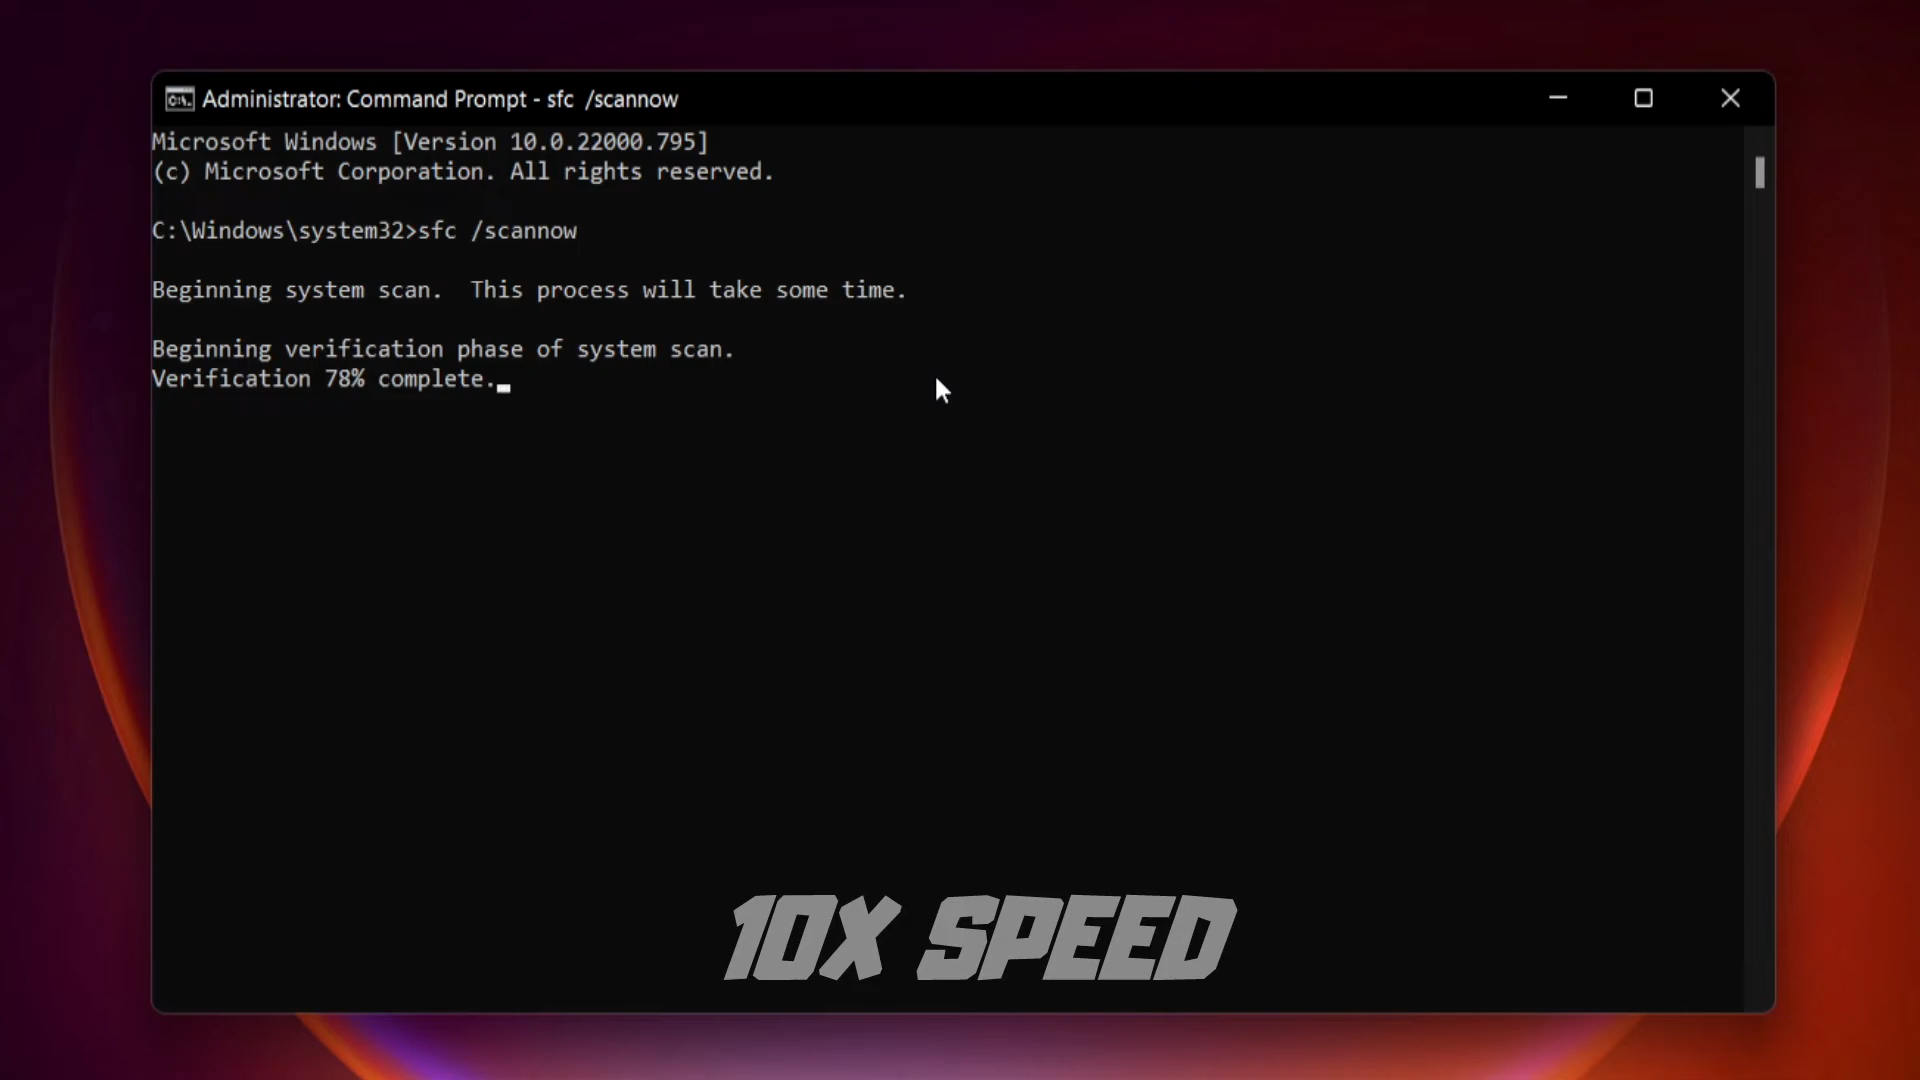 Administrator: Command Prompt - sfc  /scannow
Microsoft Windows [Version 10.0.22000.795]
(c) Microsoft Corporation. All rights reserved.
C:\Windows\system32>sfc /scannow
Beginning system scan.  This process will take some time.
Beginning verification phase of system scan.
Verification 78% complete.
10X SPEED